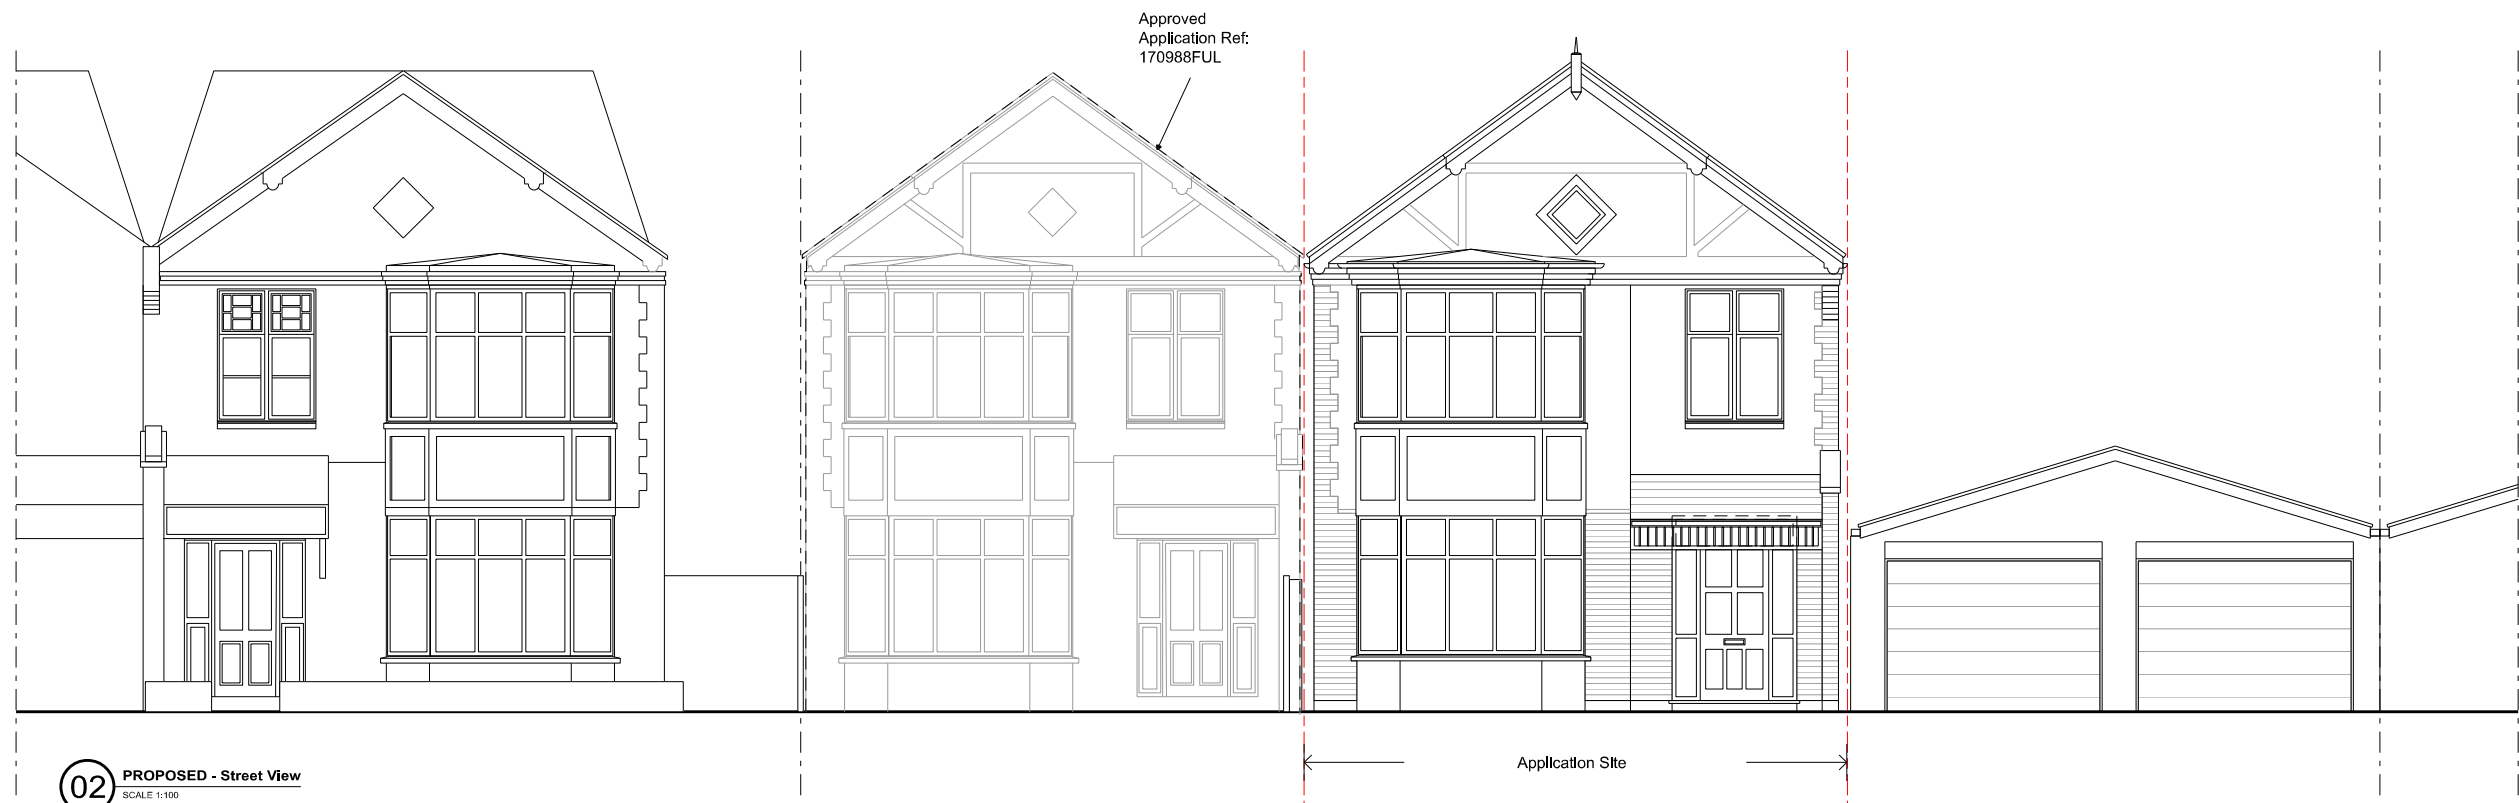 Approved
Application Ref:
170988FUL
Application Site
02
PROPOSED - Street View
SCALE 1:100